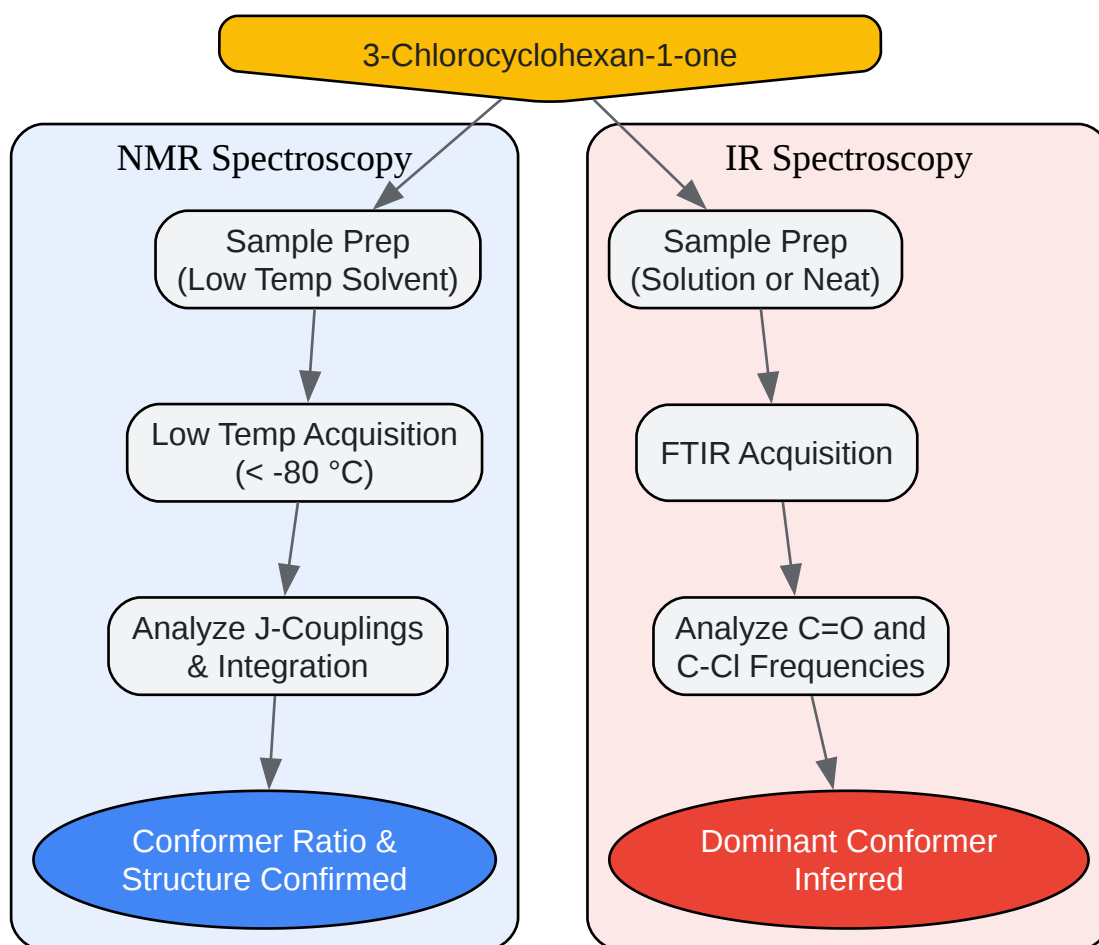 3-Chlorocyclohexan-1-one
NMR Spectroscopy
Sample Prep
(Low Temp Solvent)
Low Temp Acquisition
(< -80 °C)
Analyze J-Couplings
& Integration
Conformer Ratio &
Structure Confirmed
IR Spectroscopy
Sample Prep
(Solution or Neat)
FTIR Acquisition
Analyze C=O and
C-Cl Frequencies
Dominant Conformer
Inferred